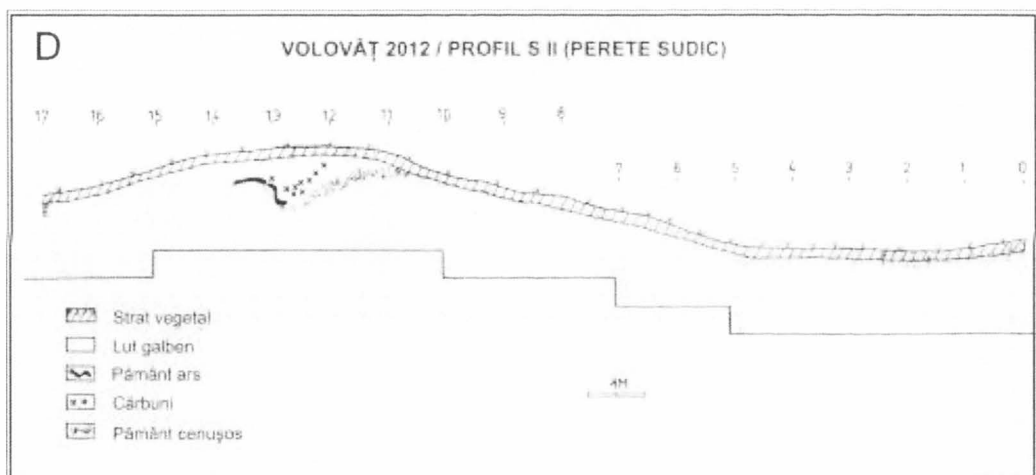 D
VOLOVĂȚ 2012 / PROFIL S II (PERETE SUDIC)
17 16 15 14 13 12 11 10 9 8
7 6 5 4 3 2 1 0
Strat vegetal
Lut galben
Pământ ars
Cărbuni
Pământ cenușos